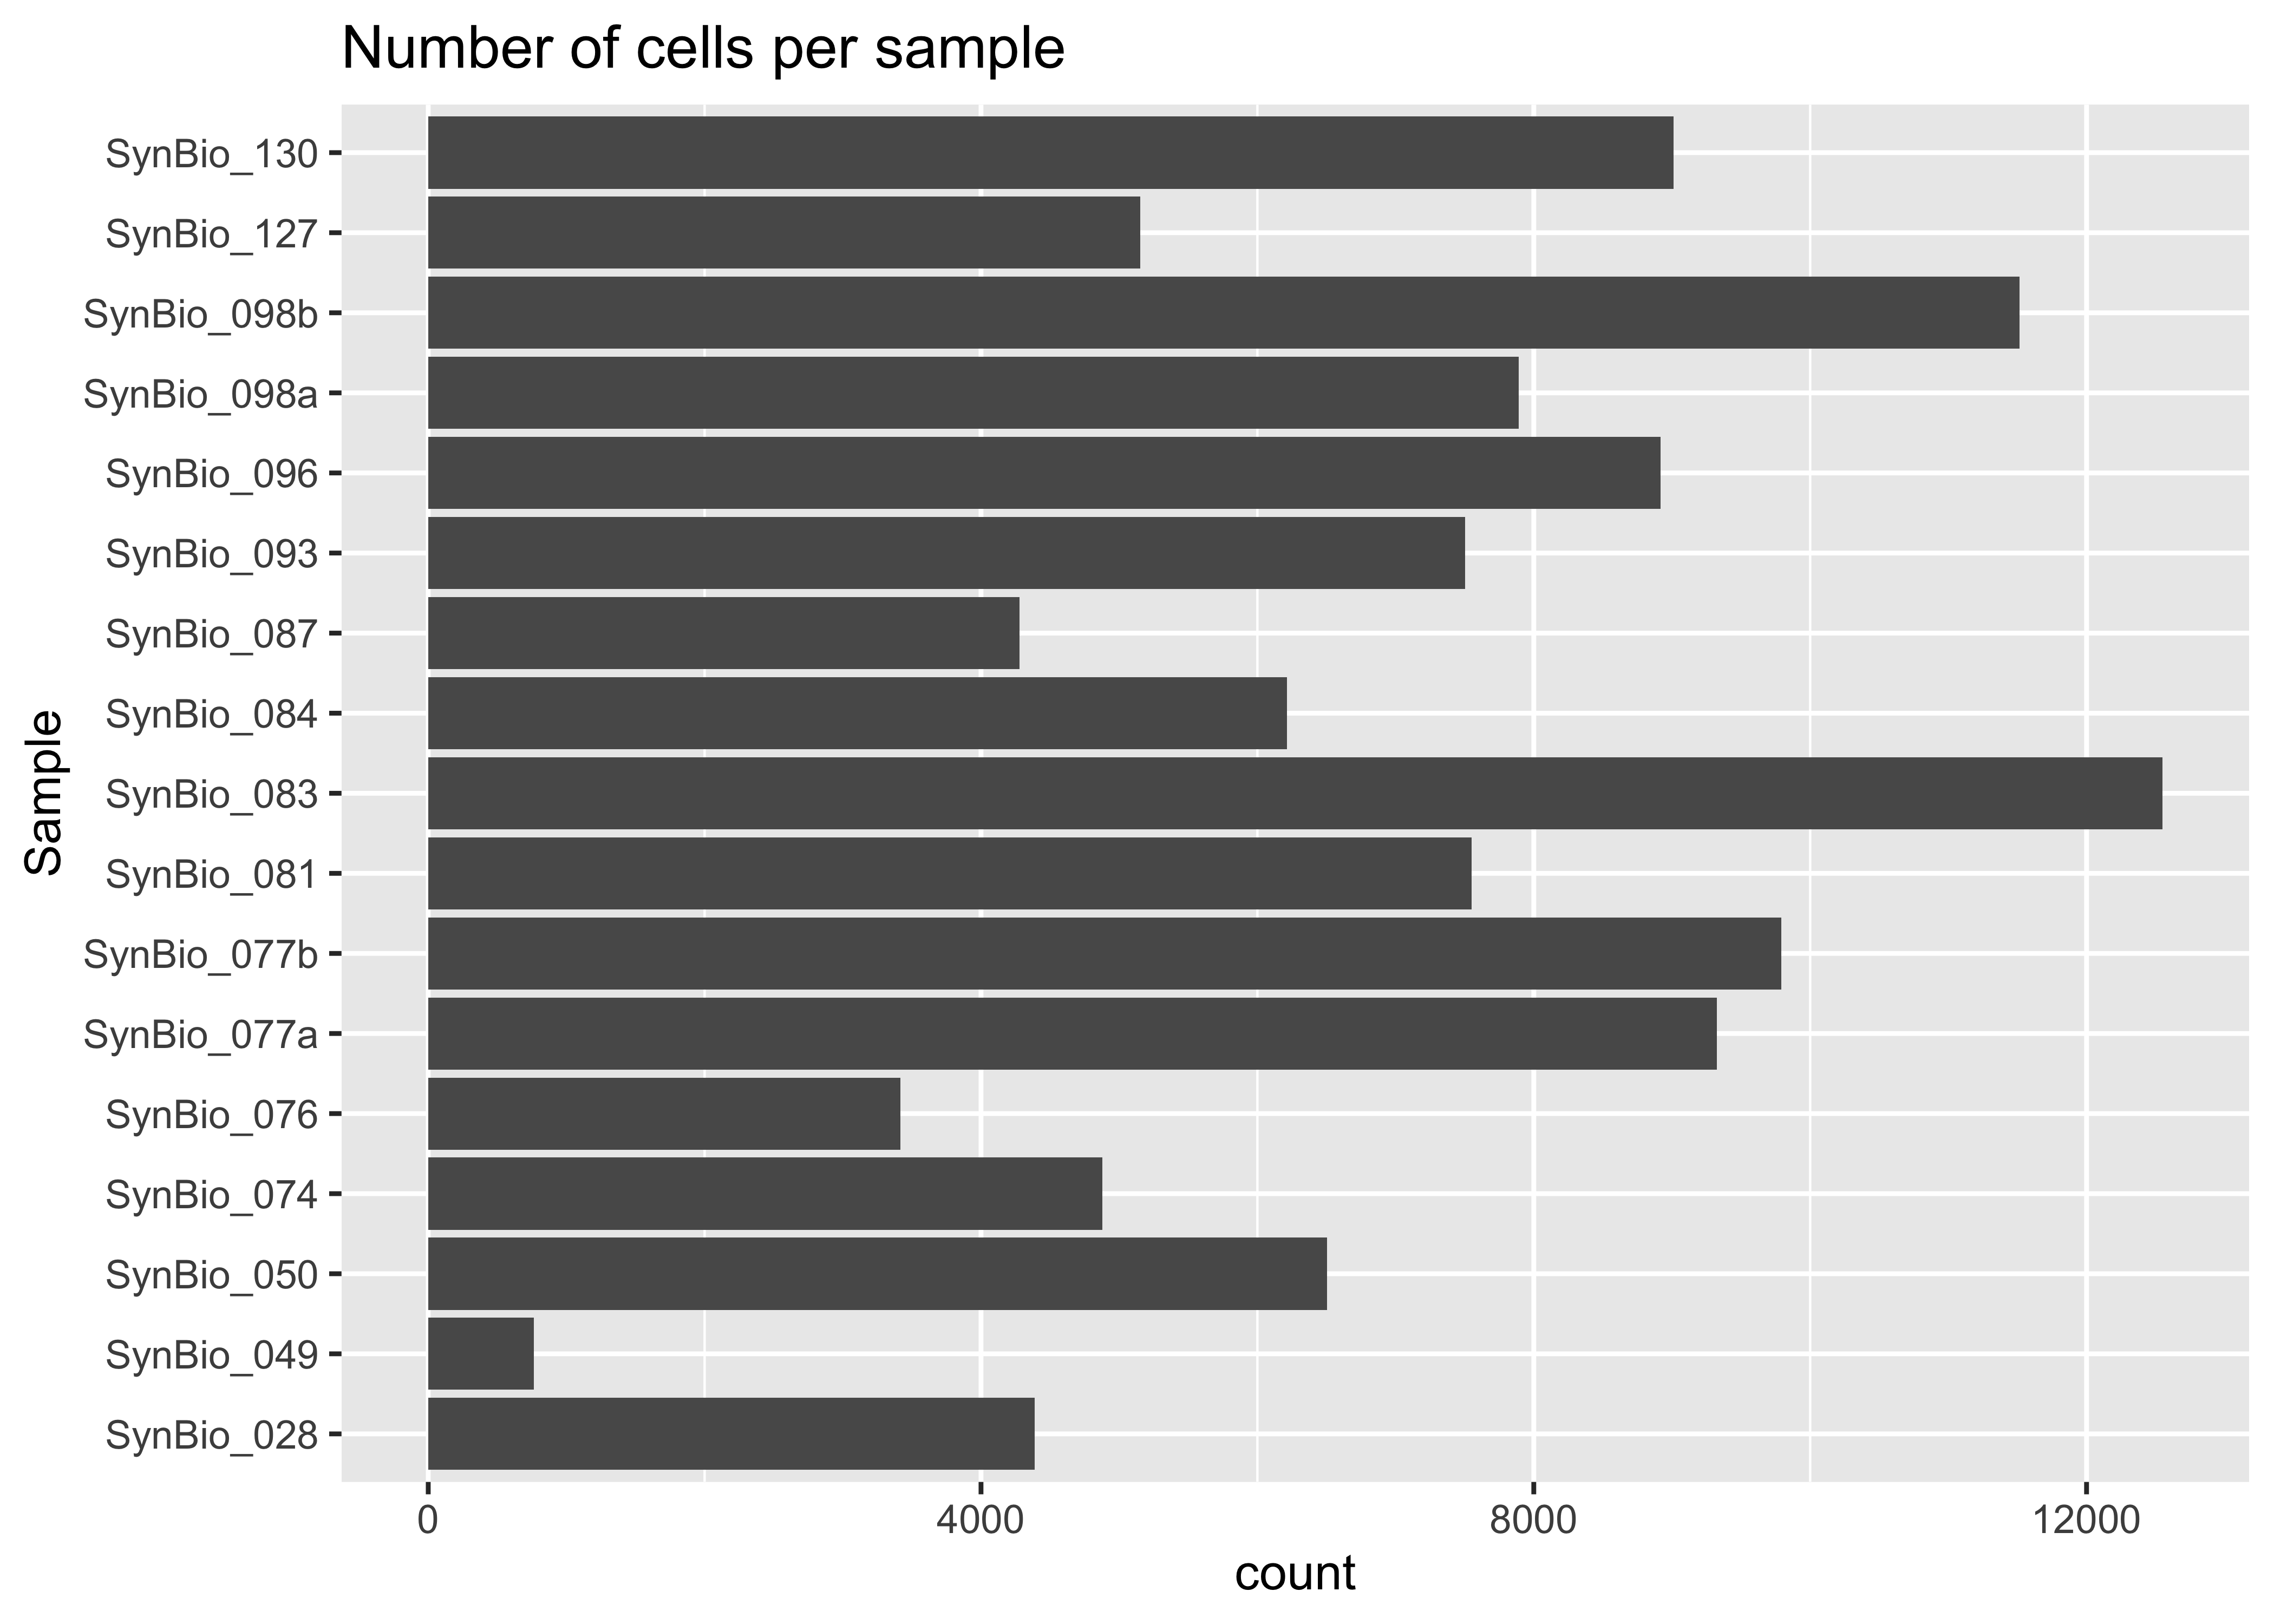 Number of cells per sample
SynBio_130
SynBio_127
SynBio_098b
SynBio_098a
SynBio_096
SynBio_093
SynBio_087
SynBio_084
SynBio_083
SynBio_081
SynBio_077b
SynBio_077a
SynBio_076
SynBio_074
SynBio_050
SynBio_049
SynBio_028
Sample
0 4000 8000 12000
count